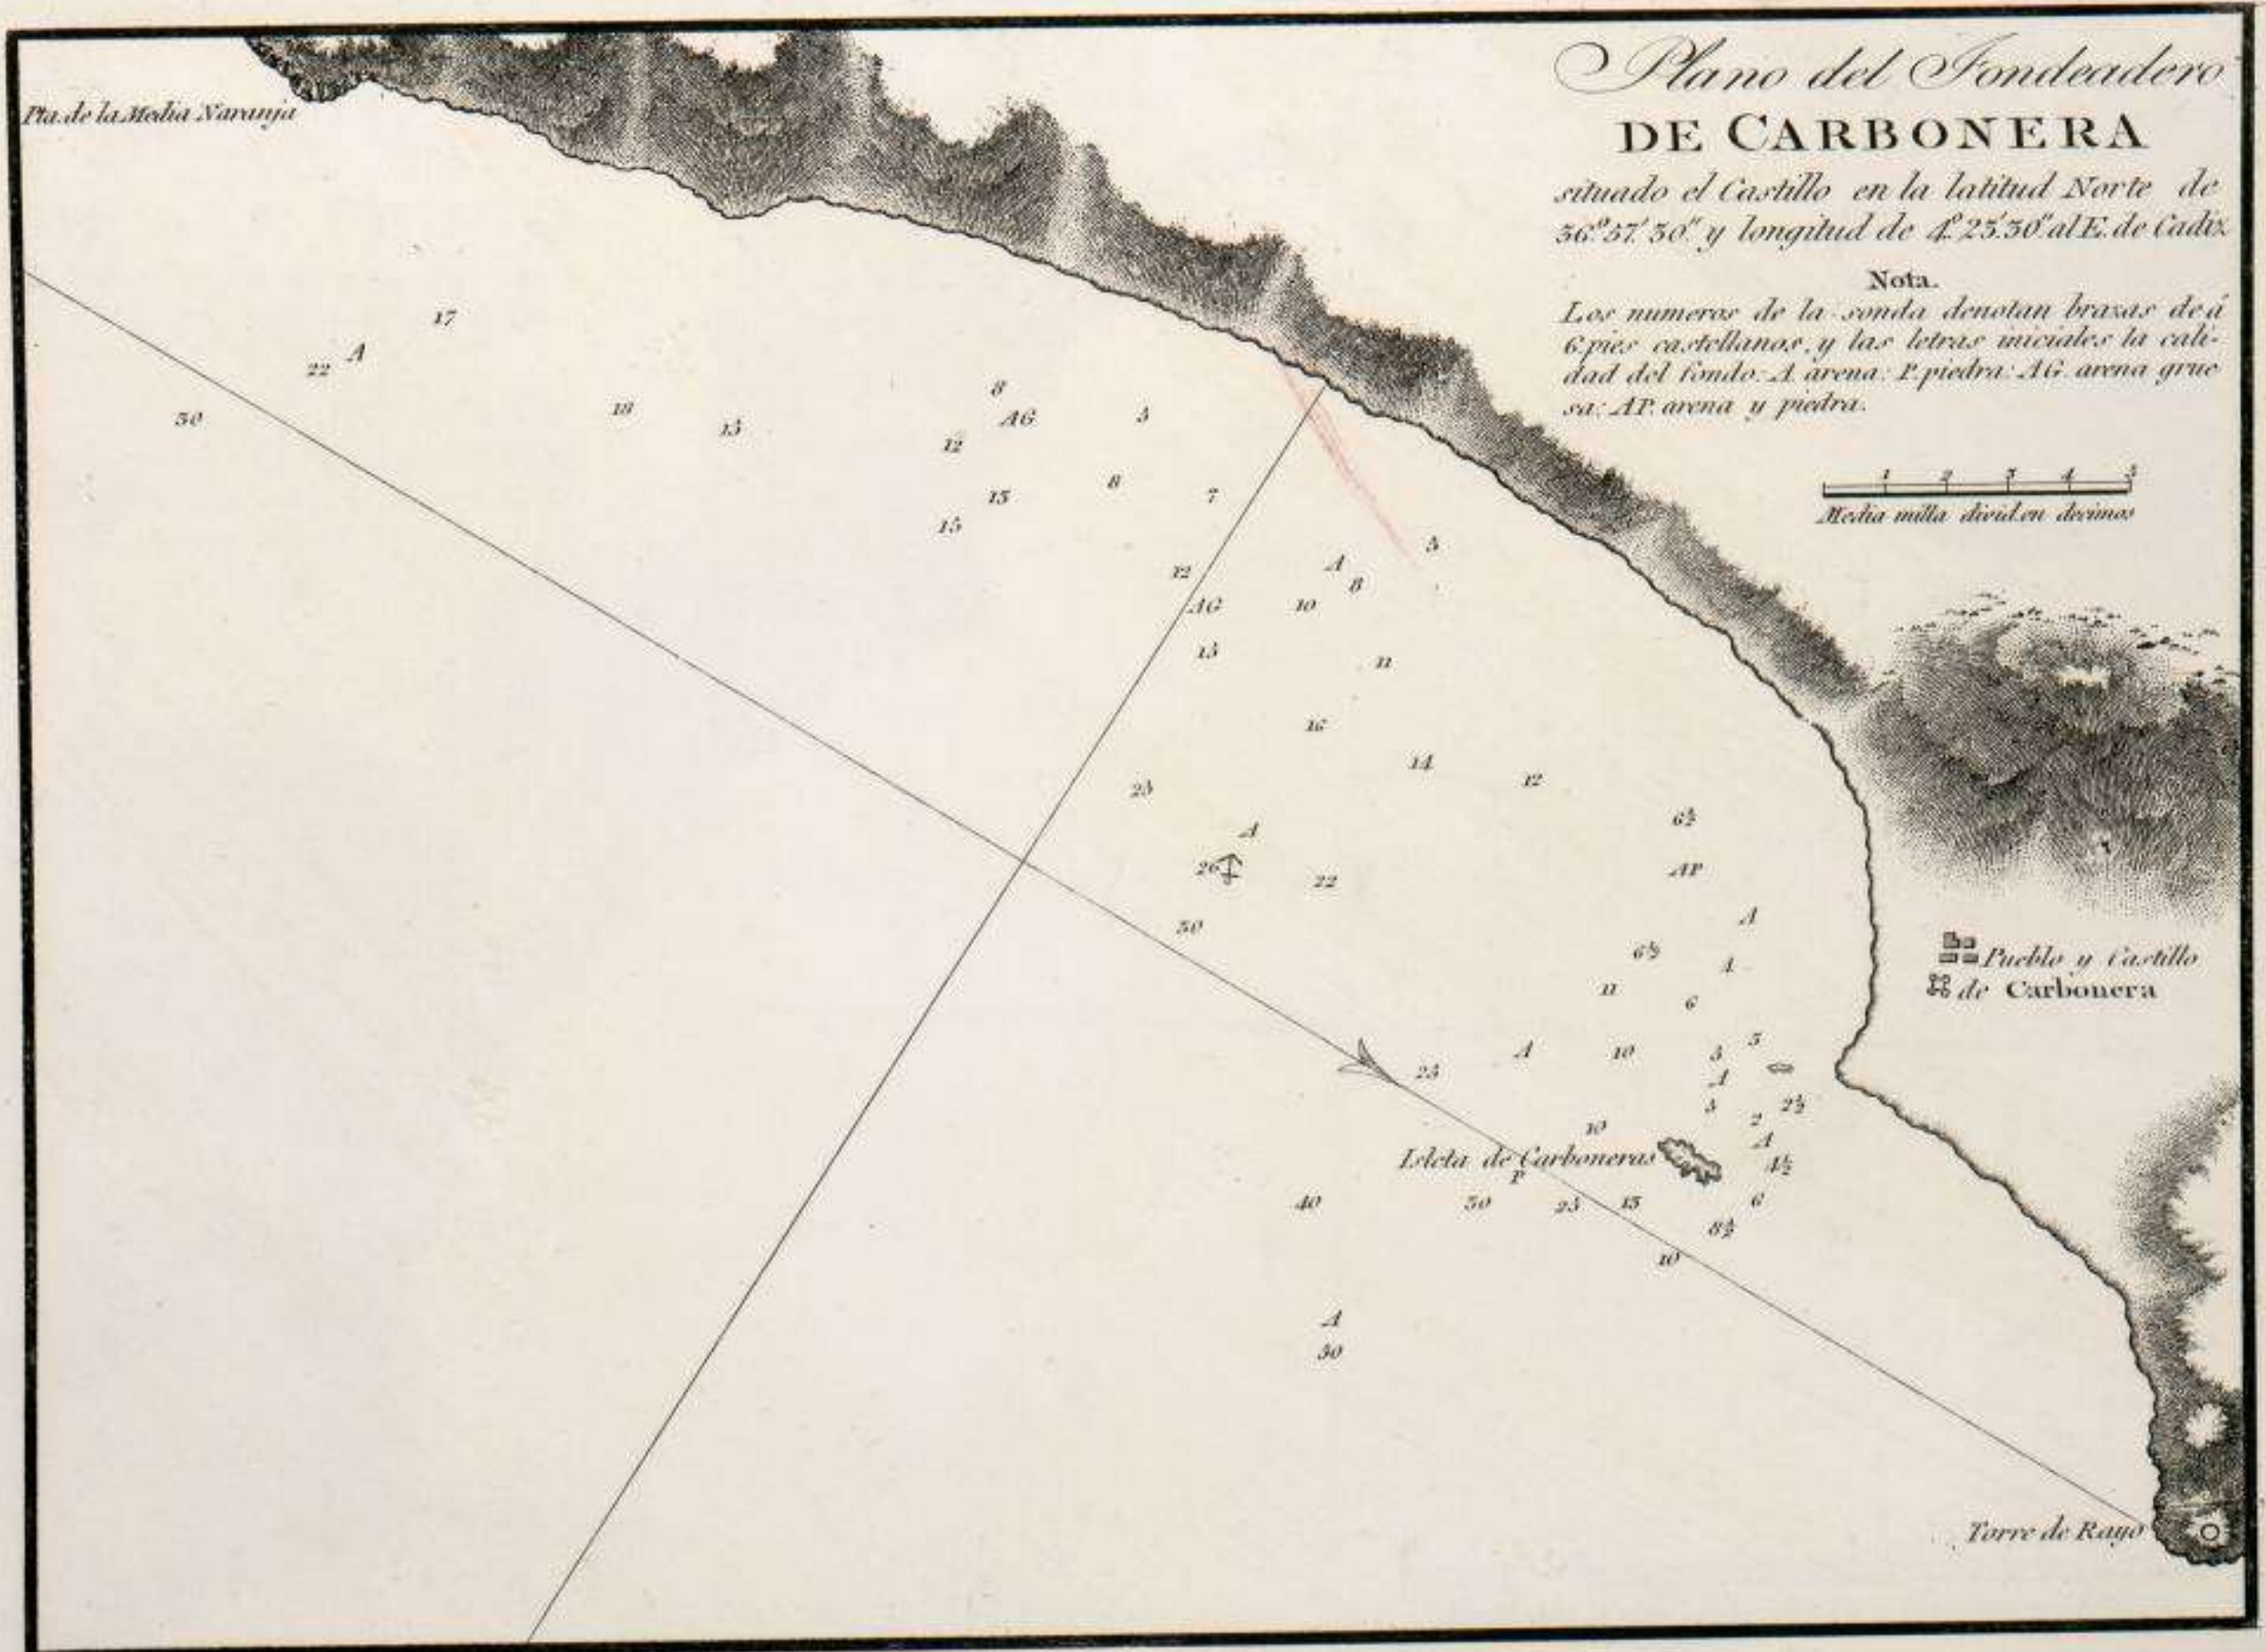 Plano del Fondeadero
DE CARBONERA
situado el Castillo en la latitud Norte de
36.º57.'30." y longitud de 4.º23.'30." al E. de Cadiz
Nota.
Los numeros de la sonda denotan brazas de á
6 pies castellanos, y las letras iniciales la cali-
dad del fondo: A. arena: P. piedra: AG. arena grue
sa: AP. arena y piedra.
1 2 3 4 5
Media milla divid. en decimos
Pta. de la Media Naranja
17
A
22
30
18
15
8
AG
5
12
8
7
13
15
5
A
8
12
AG
10
15
11
16
14
12
25
6½
A
26
22
AP
30
A
Pueblo y Castillo
de Carbonera
6½
A
11
6
A
10
5
3
25
A
5
2½
2
10
A
Isleta de Carboneras
4½
P
40
30
25
13
6
8½
10
A
50
Torre de Rayo